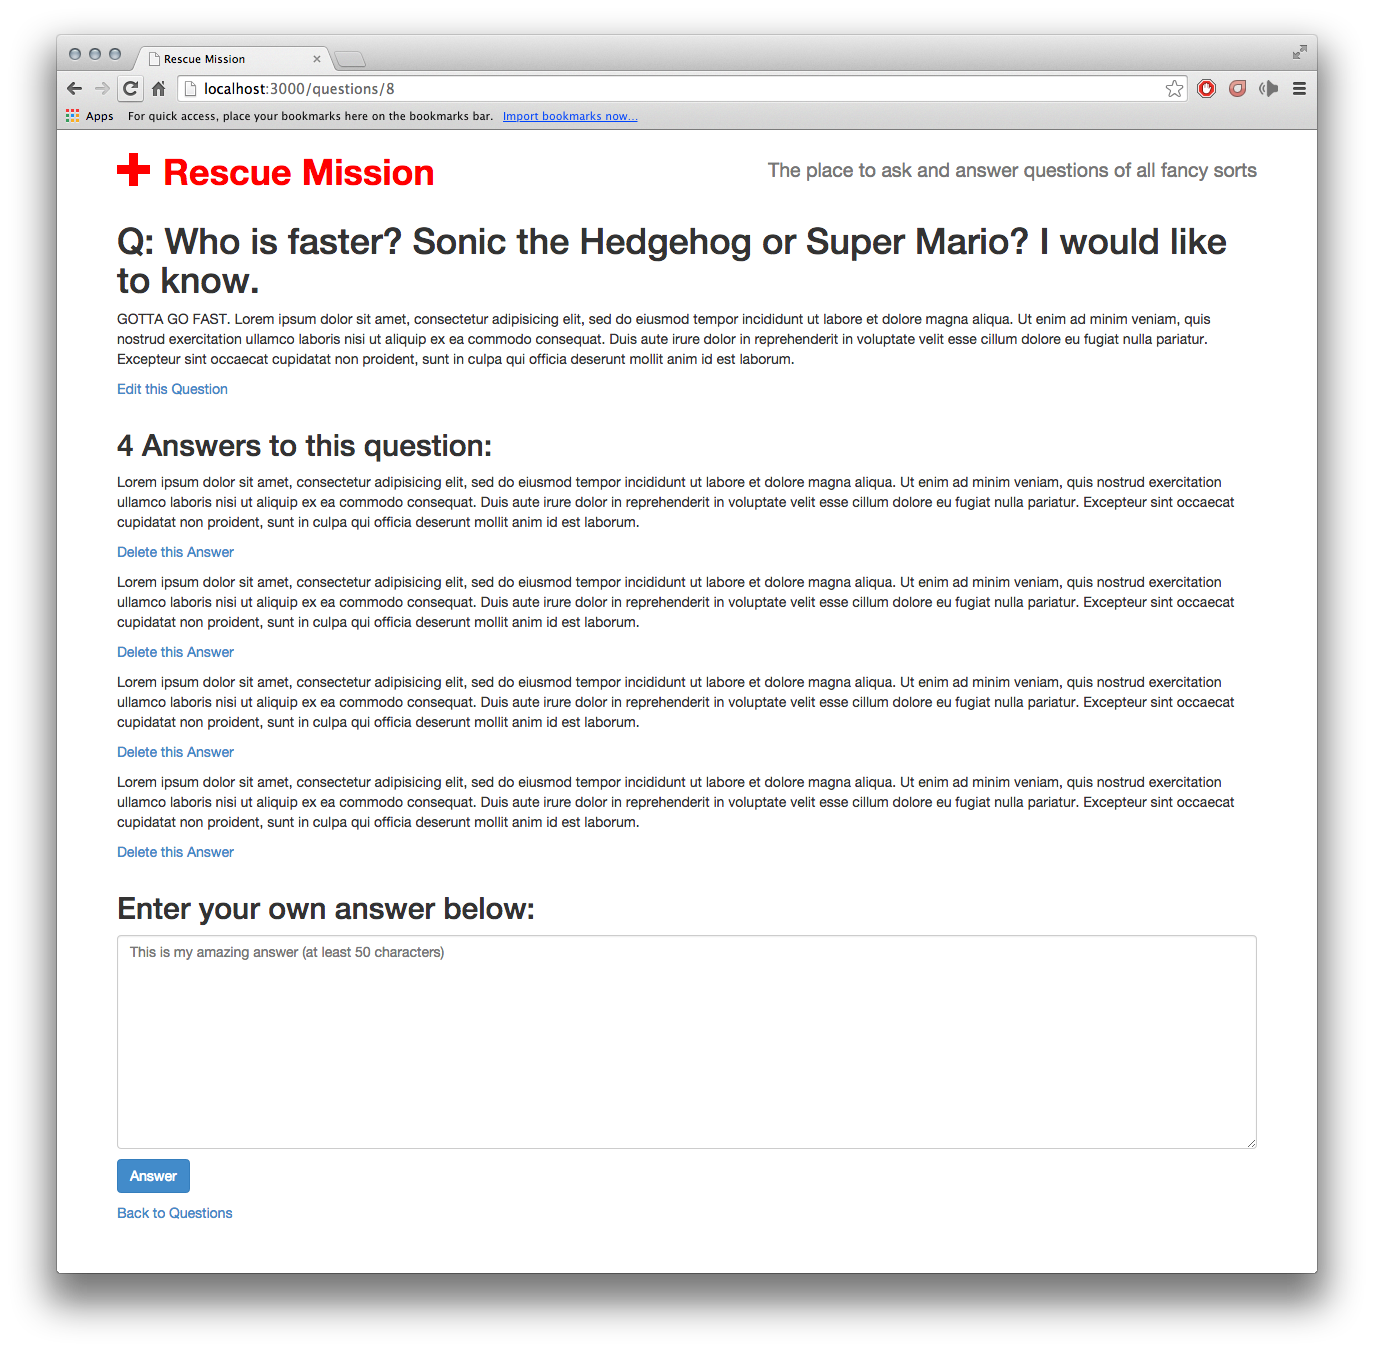 Rescue Mission
localhost:3000/questions/8
Apps For quick access, place your bookmarks here on the bookmarks bar. Import bookmarks now...
Rescue Mission
The place to ask and answer questions of all fancy sorts
Q: Who is faster? Sonic the Hedgehog or Super Mario? I would like
to know.
GOTTA GO FAST. Lorem ipsum dolor sit amet, consectetur adipisicing elit, sed do eiusmod tempor incididunt ut labore et dolore magna aliqua. Ut enim ad minim veniam, quis
nostrud exercitation ullamco laboris nisi ut aliquip ex ea commodo consequat. Duis aute irure dolor in reprehenderit in voluptate velit esse cillum dolore eu fugiat nulla pariatur.
Excepteur sint occaecat cupidatat non proident, sunt in culpa qui officia deserunt mollit anim id est laborum.
Edit this Question
4 Answers to this question:
Lorem ipsum dolor sit amet, consectetur adipisicing elit, sed do eiusmod tempor incididunt ut labore et dolore magna aliqua. Ut enim ad minim veniam, quis nostrud exercitation
ullamco laboris nisi ut aliquip ex ea commodo consequat. Duis aute irure dolor in reprehenderit in voluptate velit esse cillum dolore eu fugiat nulla pariatur. Excepteur sint occaecat
cupidatat non proident, sunt in culpa qui officia deserunt mollit anim id est laborum.
Delete this Answer
Lorem ipsum dolor sit amet, consectetur adipisicing elit, sed do eiusmod tempor incididunt ut labore et dolore magna aliqua. Ut enim ad minim veniam, quis nostrud exercitation
ullamco laboris nisi ut aliquip ex ea commodo consequat. Duis aute irure dolor in reprehenderit in voluptate velit esse cillum dolore eu fugiat nulla pariatur. Excepteur sint occaecat
cupidatat non proident, sunt in culpa qui officia deserunt mollit anim id est laborum.
Delete this Answer
Lorem ipsum dolor sit amet, consectetur adipisicing elit, sed do eiusmod tempor incididunt ut labore et dolore magna aliqua. Ut enim ad minim veniam, quis nostrud exercitation
ullamco laboris nisi ut aliquip ex ea commodo consequat. Duis aute irure dolor in reprehenderit in voluptate velit esse cillum dolore eu fugiat nulla pariatur. Excepteur sint occaecat
cupidatat non proident, sunt in culpa qui officia deserunt mollit anim id est laborum.
Delete this Answer
Lorem ipsum dolor sit amet, consectetur adipisicing elit, sed do eiusmod tempor incididunt ut labore et dolore magna aliqua. Ut enim ad minim veniam, quis nostrud exercitation
ullamco laboris nisi ut aliquip ex ea commodo consequat. Duis aute irure dolor in reprehenderit in voluptate velit esse cillum dolore eu fugiat nulla pariatur. Excepteur sint occaecat
cupidatat non proident, sunt in culpa qui officia deserunt mollit anim id est laborum.
Delete this Answer
Enter your own answer below:
This is my amazing answer (at least 50 characters)
Answer
Back to Questions